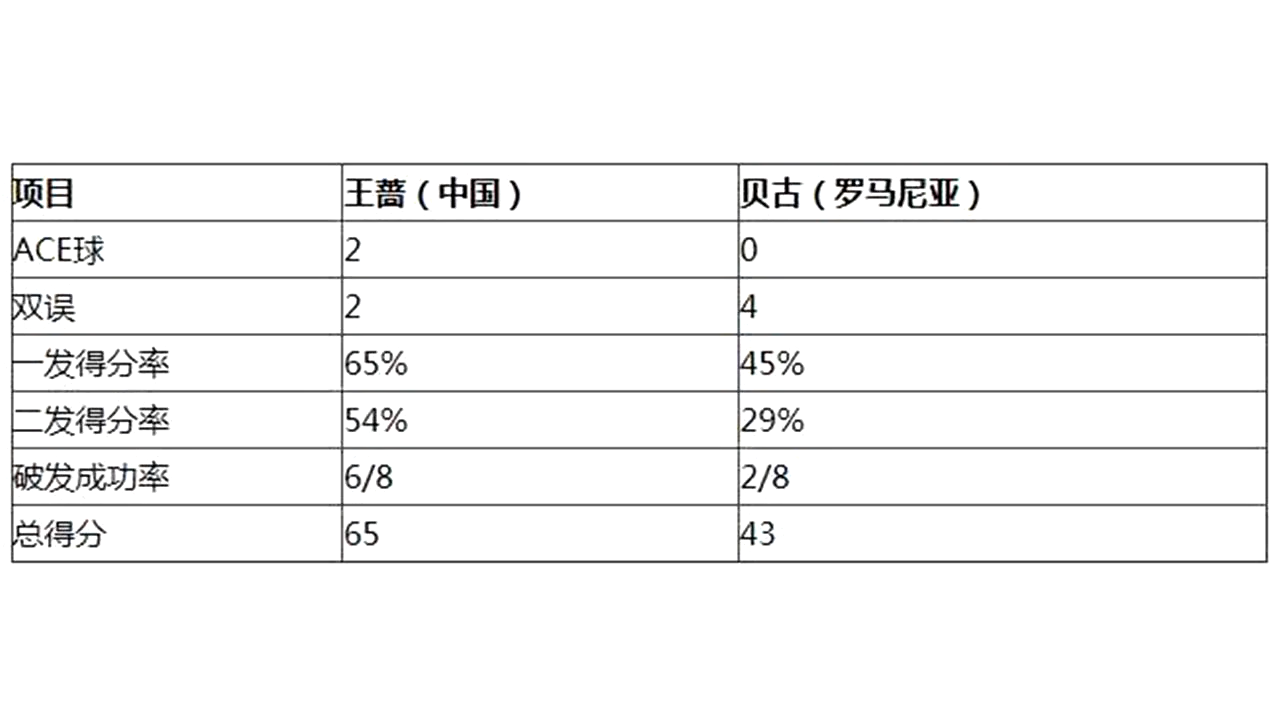 项目 王蔷（中国） 贝古（罗马尼亚）
ACE球 2 0
双误 2 4
一发得分率 65% 45%
二发得分率 54% 29%
破发成功率 6/8 2/8
总得分 65 43